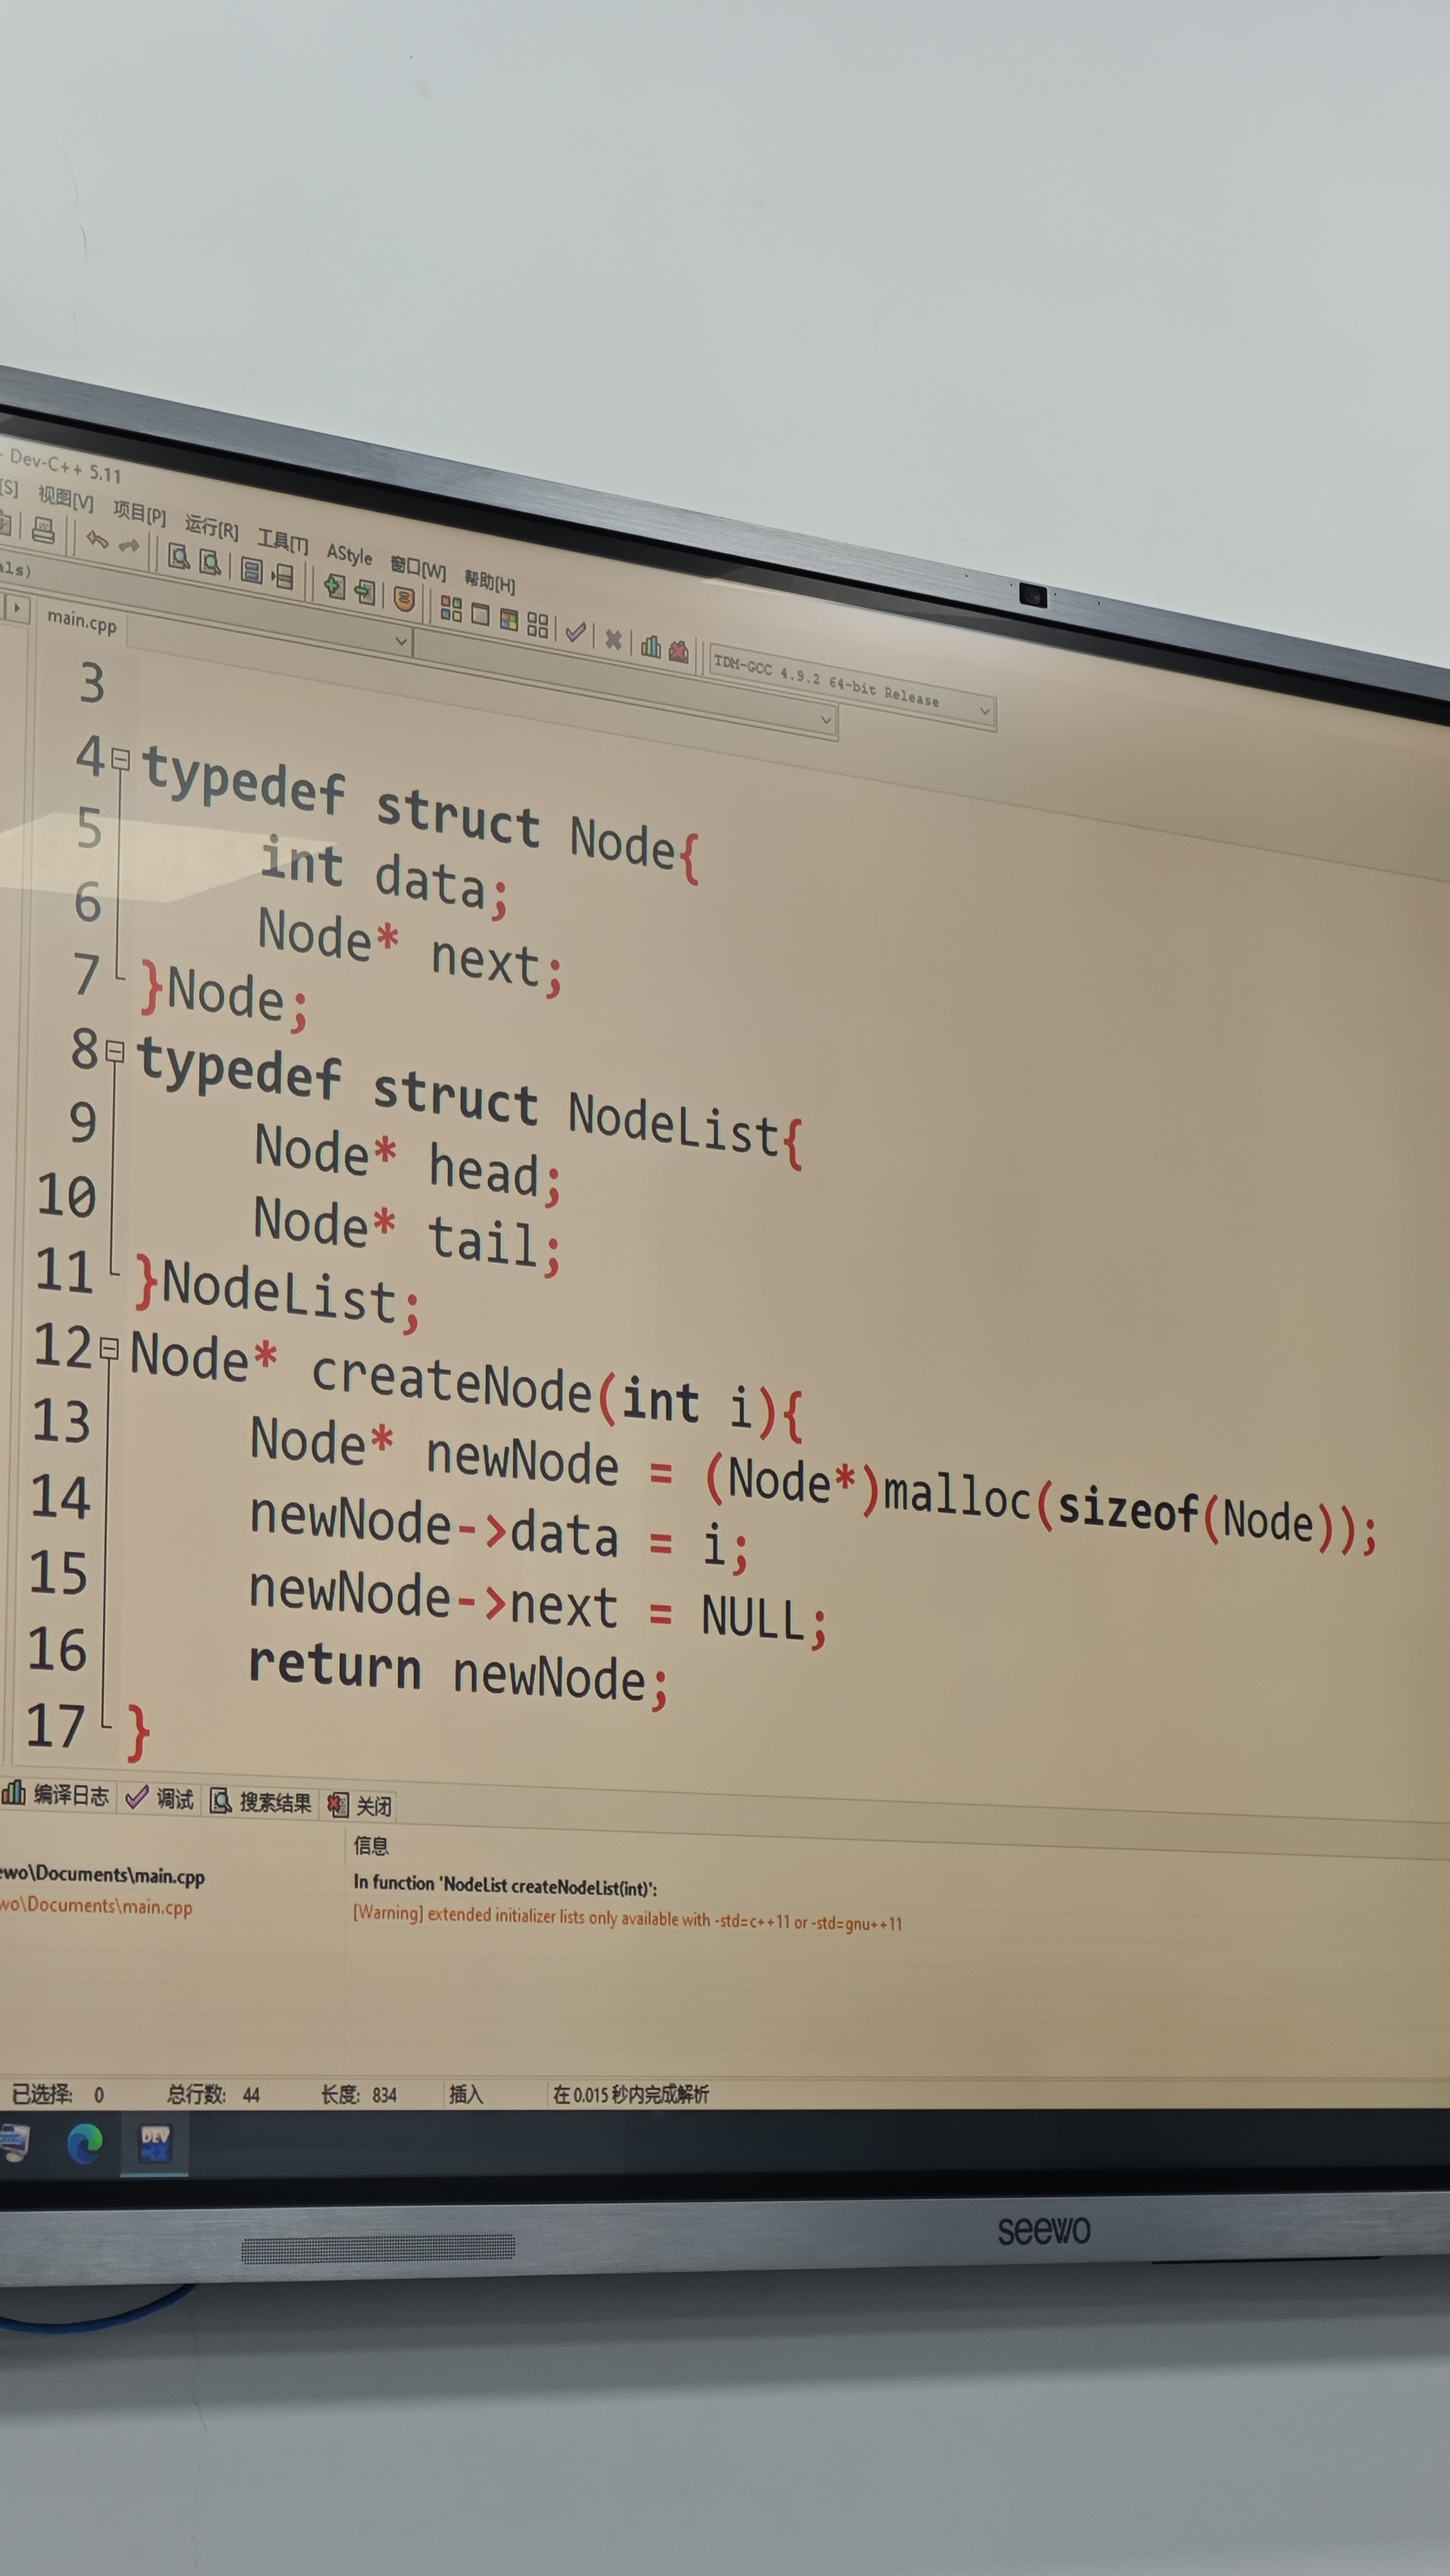 - Dev-C++ 5.11
[S] 视图[V] 项目[P] 运行[R] 工具[T] AStyle 窗口[W] 帮助[H]
TDM-GCC 4.9.2 64-bit Release
als)
main.cpp
3
4 typedef struct Node{
5 int data;
6 Node* next;
7 }Node;
8 typedef struct NodeList{
9 Node* head;
10 Node* tail;
11 }NodeList;
12 Node* createNode(int i){
13 Node* newNode = (Node*)malloc(sizeof(Node));
14 newNode->data = i;
15 newNode->next = NULL;
16 return newNode;
17 }
编译日志 调试 搜索结果 关闭
信息
ewo\Documents\main.cpp In function 'NodeList createNodeList(int)':
wo\Documents\main.cpp [Warning] extended initializer lists only available with -std=c++11 or -std=gnu++11
已选择: 0 总行数: 44 长度: 834 插入 在 0.015 秒内完成解析
DEV
seewo